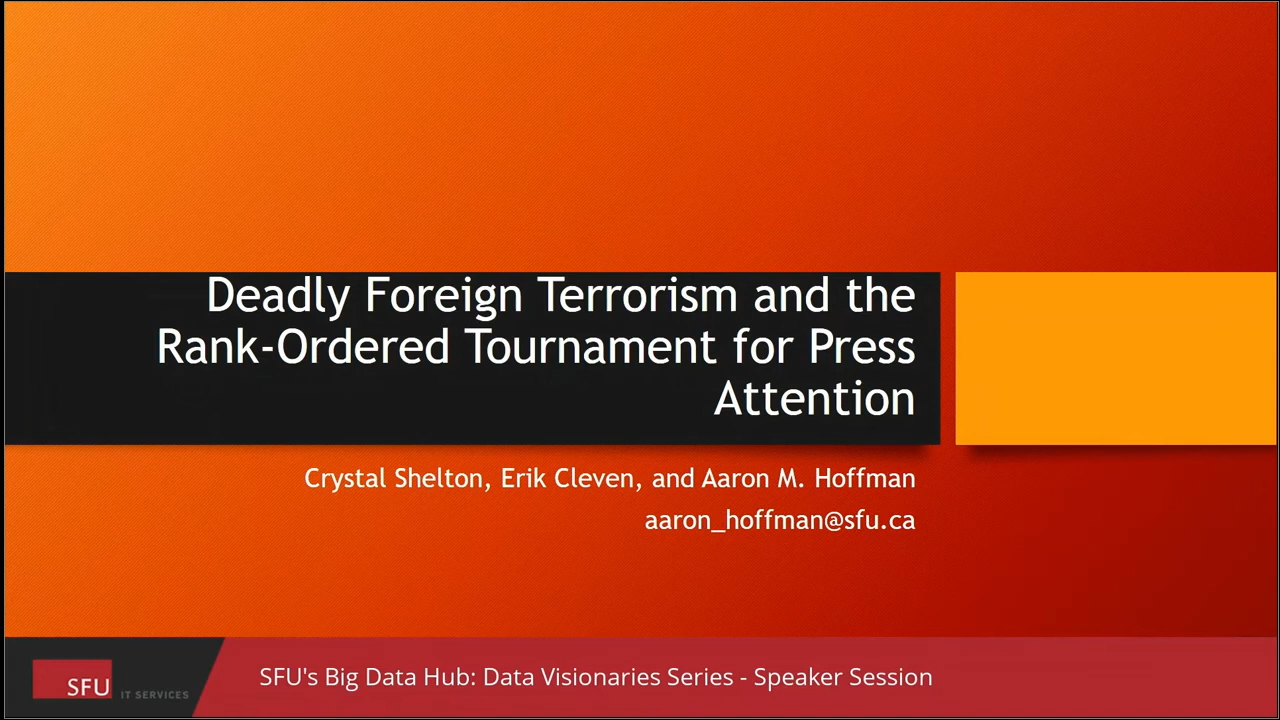 Deadly Foreign Terrorism and the
Rank-Ordered Tournament for Press
Attention
Crystal Shelton, Erik Cleven, and Aaron M. Hoffman
aaron_hoffman@sfu.ca
SFU IT SERVICES
SFU's Big Data Hub: Data Visionaries Series - Speaker Session